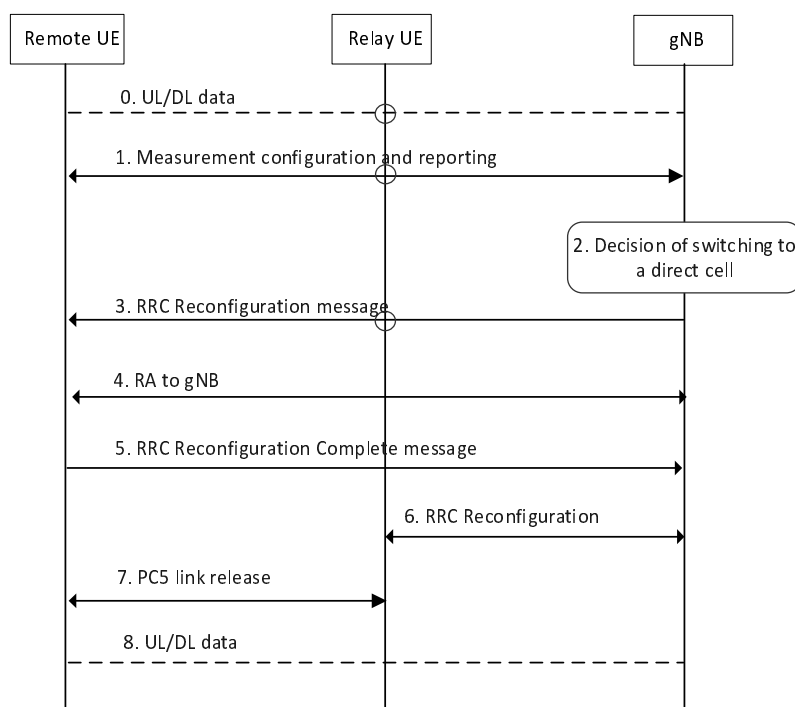 Remote UE
Relay UE
gNB
0. UL/DL data
1. Measurement configuration and reporting
2. Decision of switching to
a direct cell
3. RRC Reconfiguration message
4. RA to gNB
5. RRC Reconfiguration Complete message
6. RRC Reconfiguration
7. PC5 link release
8. UL/DL data